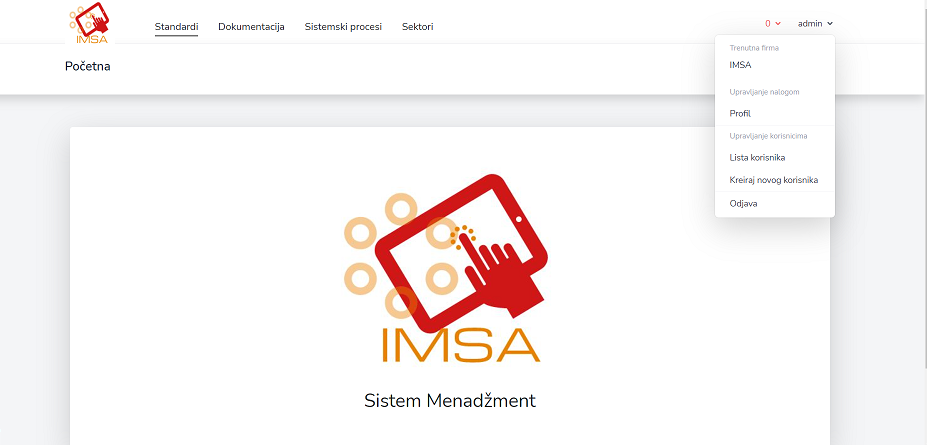 IMSA
Standardi
Dokumentacija
Sistemski procesi
Sektori
0
admin
Početna
Trenutna firma
IMSA
Upravljanje nalogom
Profil
Upravljanje korisnicima
Lista korisnika
Kreiraj novog korisnika
Odjava
IMSA
Sistem Menadžment